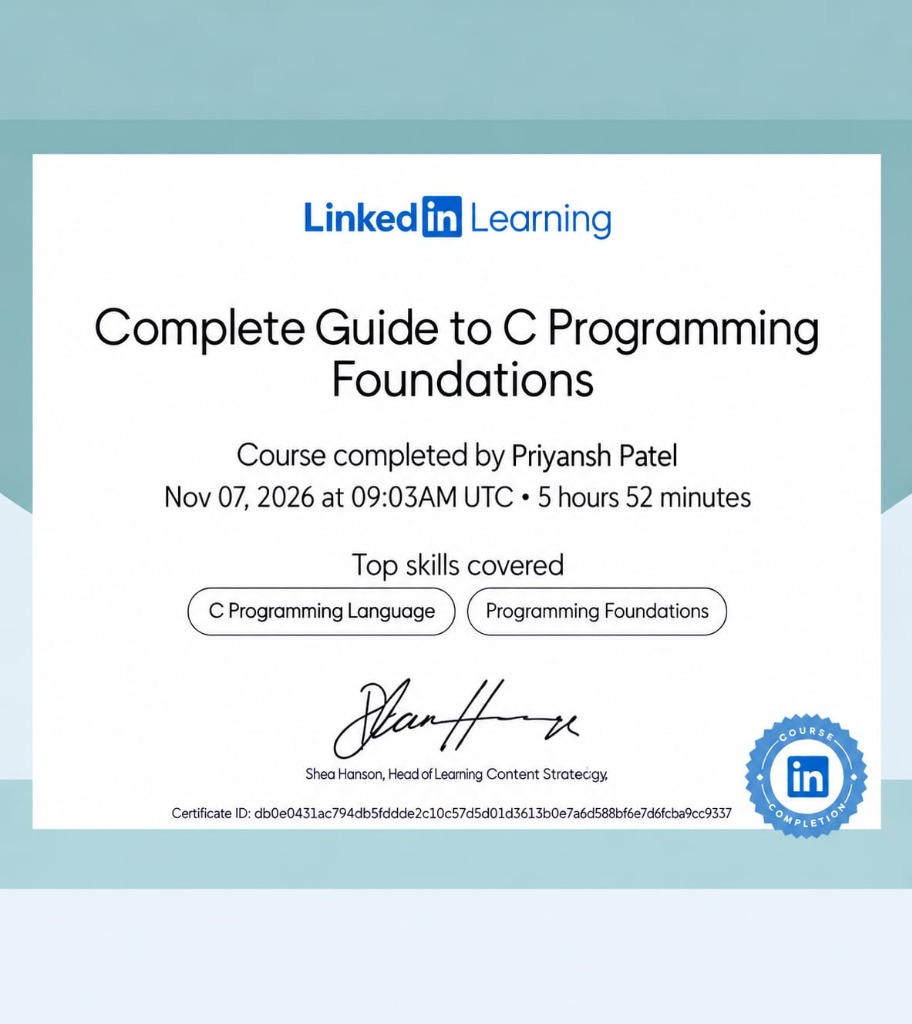 Linked in Learning
Complete Guide to C Programming
Foundations
Course completed by Priyansh Patel
Nov 07, 2026 at 09:03AM UTC • 5 hours 52 minutes
Top skills covered
C Programming Language
Programming Foundations
Shea Hanson, Head of Learning Content Strategy,
Certificate ID: db0e0431ac794db5fddde2c10c57d5d01d3613b0e7a6d588bf6e7d6fcba9cc9337
COURSE
in
COMPLETION